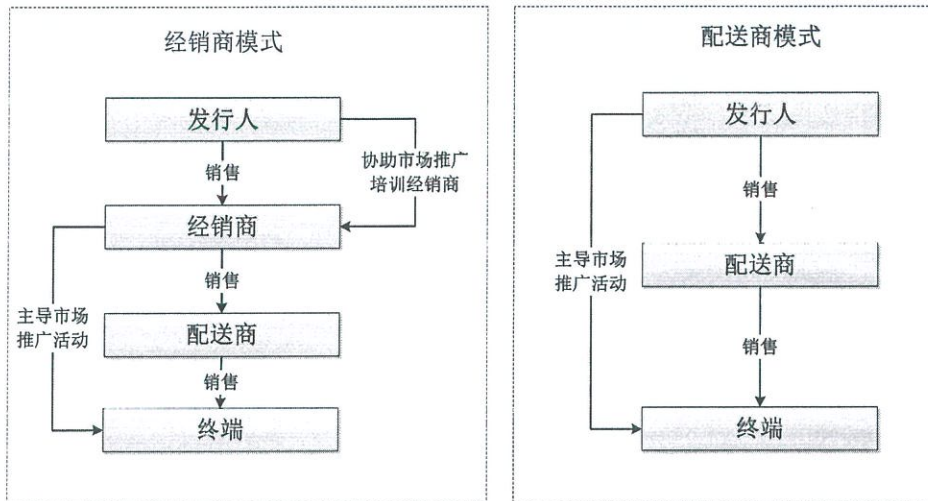 经销商模式
发行人
销售
协助市场推广
培训经销商
经销商
销售
主导市场
推广活动
配送商
销售
终端
配送商模式
发行人
销售
配送商
主导市场
推广活动
销售
终端